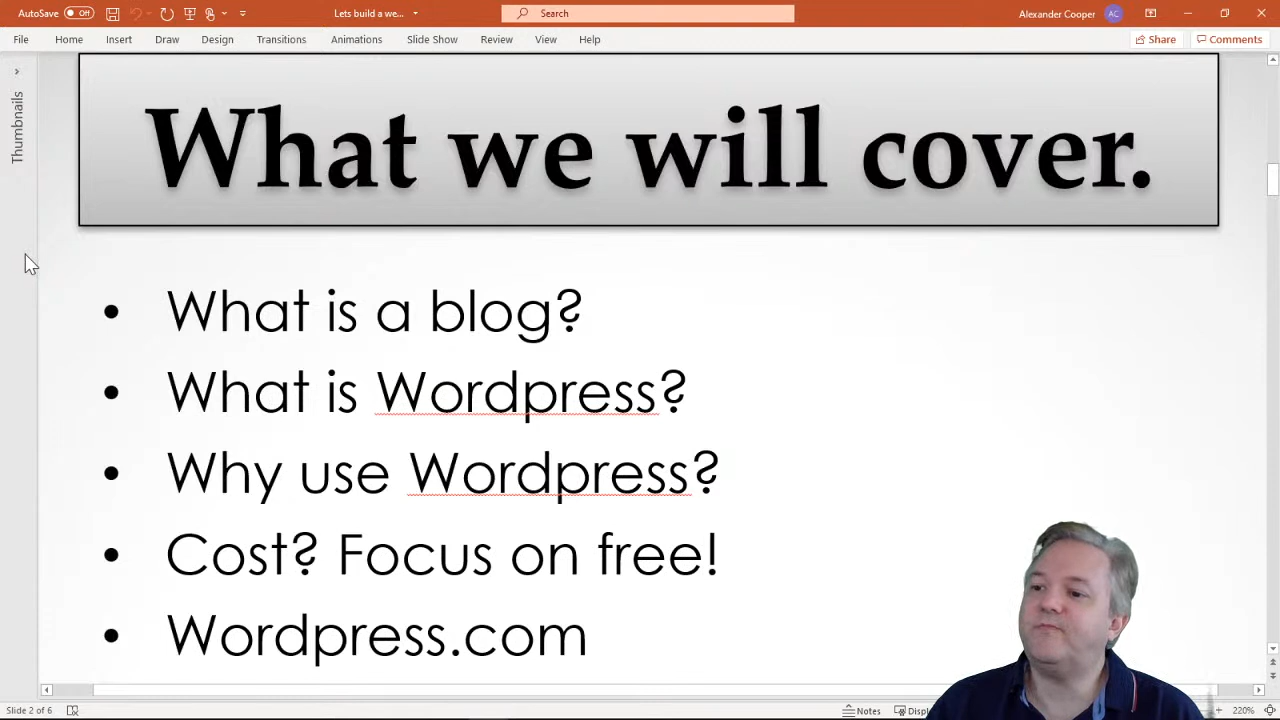 AutoSave Off Lets build a we... Search Alexander Cooper AC
File Home Insert Draw Design Transitions Animations Slide Show Review View Help Share Comments
Thumbnails
What we will cover.
• What is a blog?
• What is Wordpress?
• Why use Wordpress?
• Cost? Focus on free!
• Wordpress.com
Slide 2 of 6 Notes Displ 220%